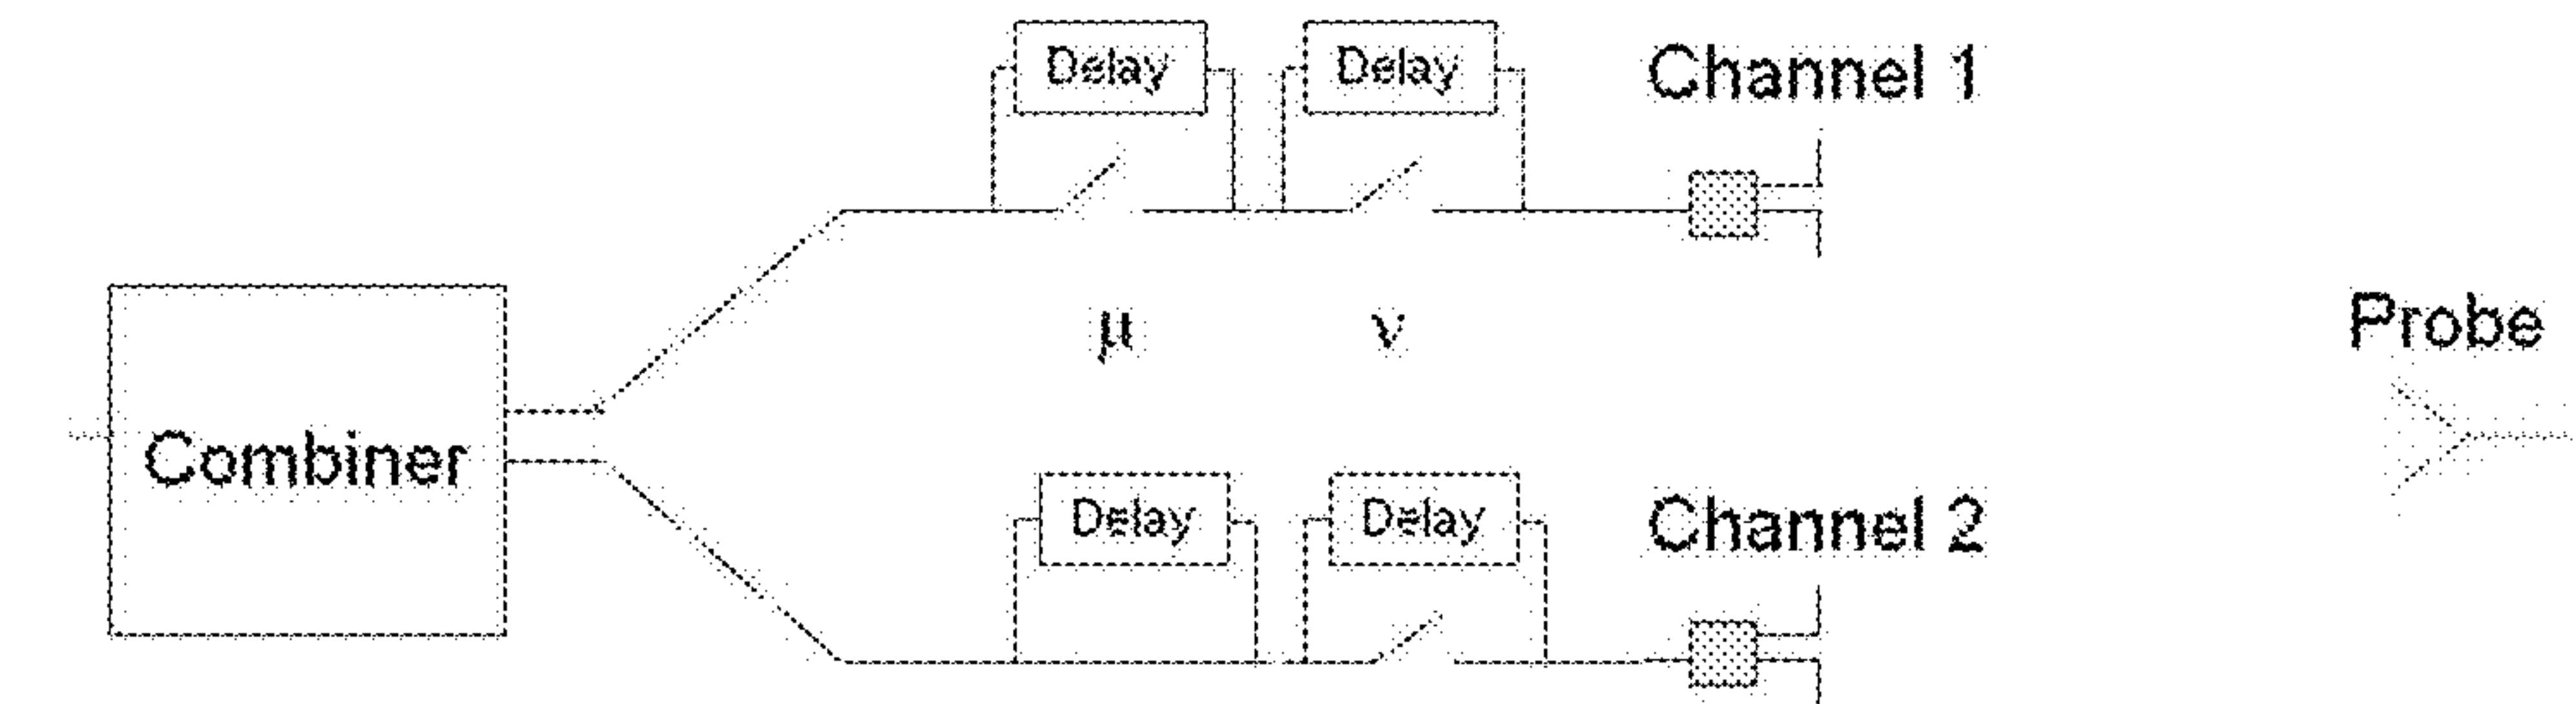 Delay Delay Channel 1
μ ν Probe
Combiner
Delay Delay Channel 2